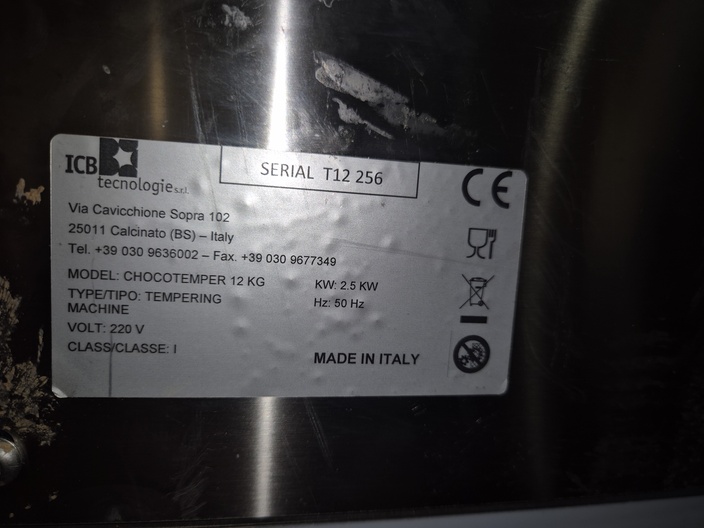 ICB
tecnologie s.r.l.
SERIAL T12 256
CE
Via Cavicchione Sopra 102
25011 Calcinato (BS) – Italy
Tel. +39 030 9636002 – Fax. +39 030 9677349
MODEL: CHOCOTEMPER 12 KG
KW: 2.5 KW
TYPE/TIPO: TEMPERING
MACHINE
Hz: 50 Hz
VOLT: 220 V
CLASS/CLASSE: I
MADE IN ITALY